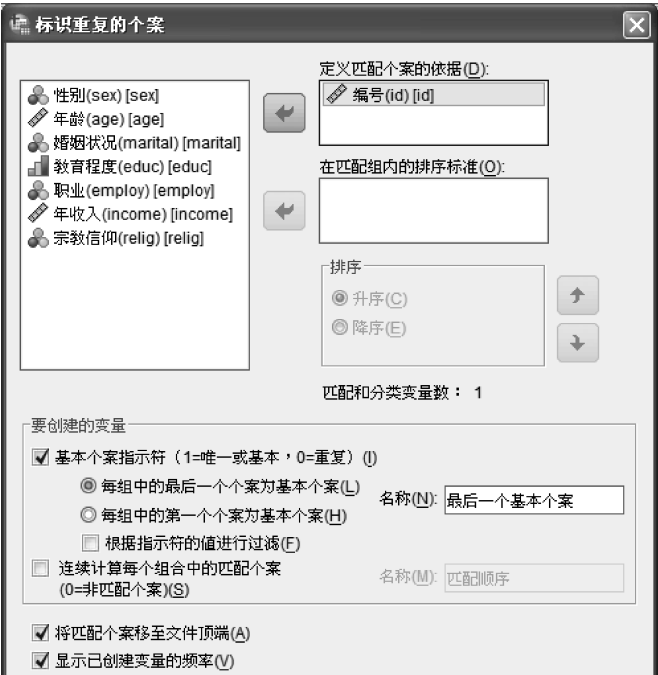 标识重复的个案
定义匹配个案的依据(D):
性别(sex) [sex]
年龄(age) [age]
婚姻状况(marital) [marital]
教育程度(educ) [educ]
职业(employ) [employ]
年收入(income) [income]
宗教信仰(relig) [relig]
编号(id) [id]
在匹配组内的排序标准(O):
排序
升序(C)
降序(E)
匹配和分类变量数： 1
要创建的变量
基本个案指示符（1=唯一或基本，0=重复）(I)
每组中的最后一个个案为基本个案(L)
名称(N): 最后一个基本个案
每组中的第一个个案为基本个案(H)
根据指示符的值进行过滤(F)
连续计算每个组合中的匹配个案
(0=非匹配个案)(S)
名称(M): 匹配顺序
将匹配个案移至文件顶端(A)
显示已创建变量的频率(V)